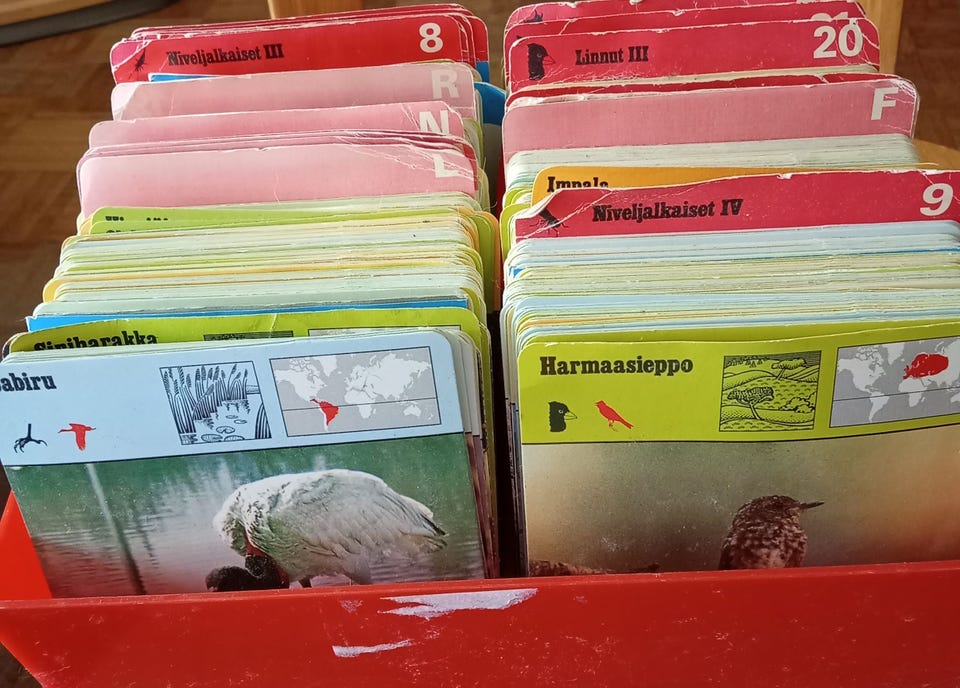 Niveljalkaiset III
8
R
N
L
Siniharakka
abiru
Linnut III
20
F
Impala
Niveljalkaiset IV
9
Harmaasieppo